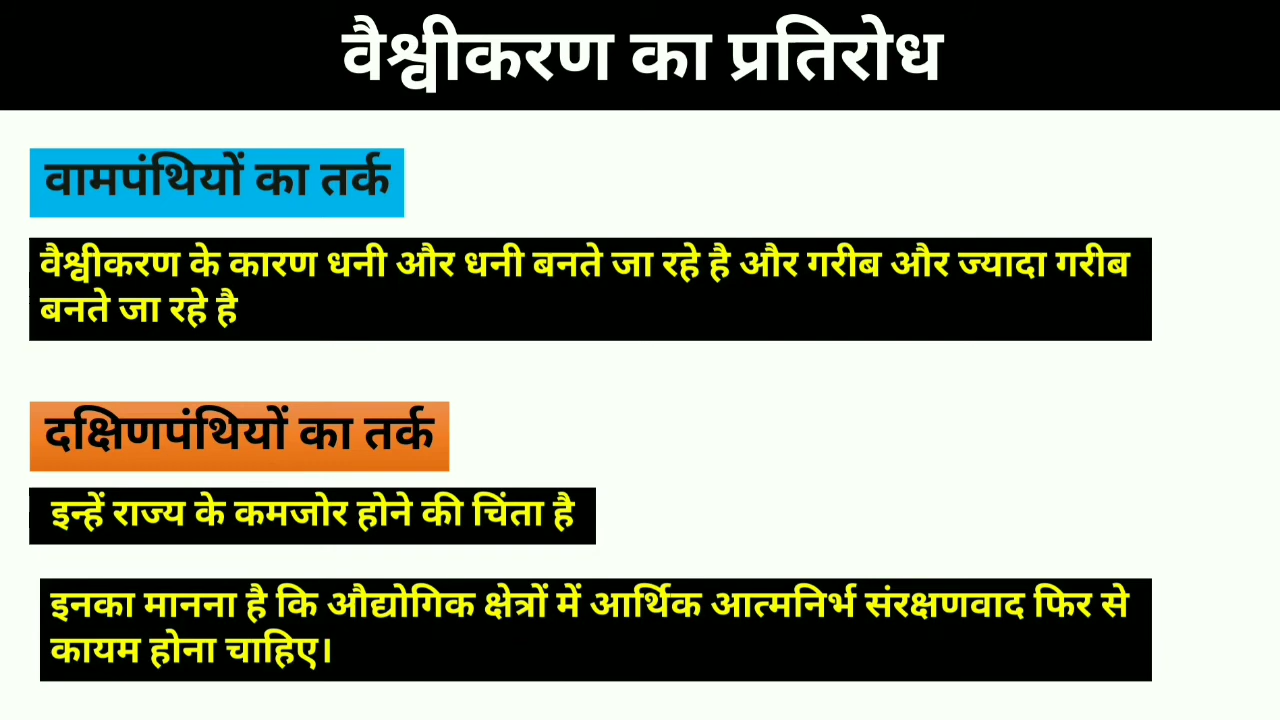 वैश्वीकरण का प्रतिरोध
वामपंथियों का तर्क
वैश्वीकरण के कारण धनी और धनी बनते जा रहे है और गरीब और ज्यादा गरीब
बनते जा रहे है
दक्षिणपंथियों का तर्क
इन्हें राज्य के कमजोर होने की चिंता है
इनका मानना है कि औद्योगिक क्षेत्रों में आर्थिक आत्मनिर्भ संरक्षणवाद फिर से
कायम होना चाहिए।